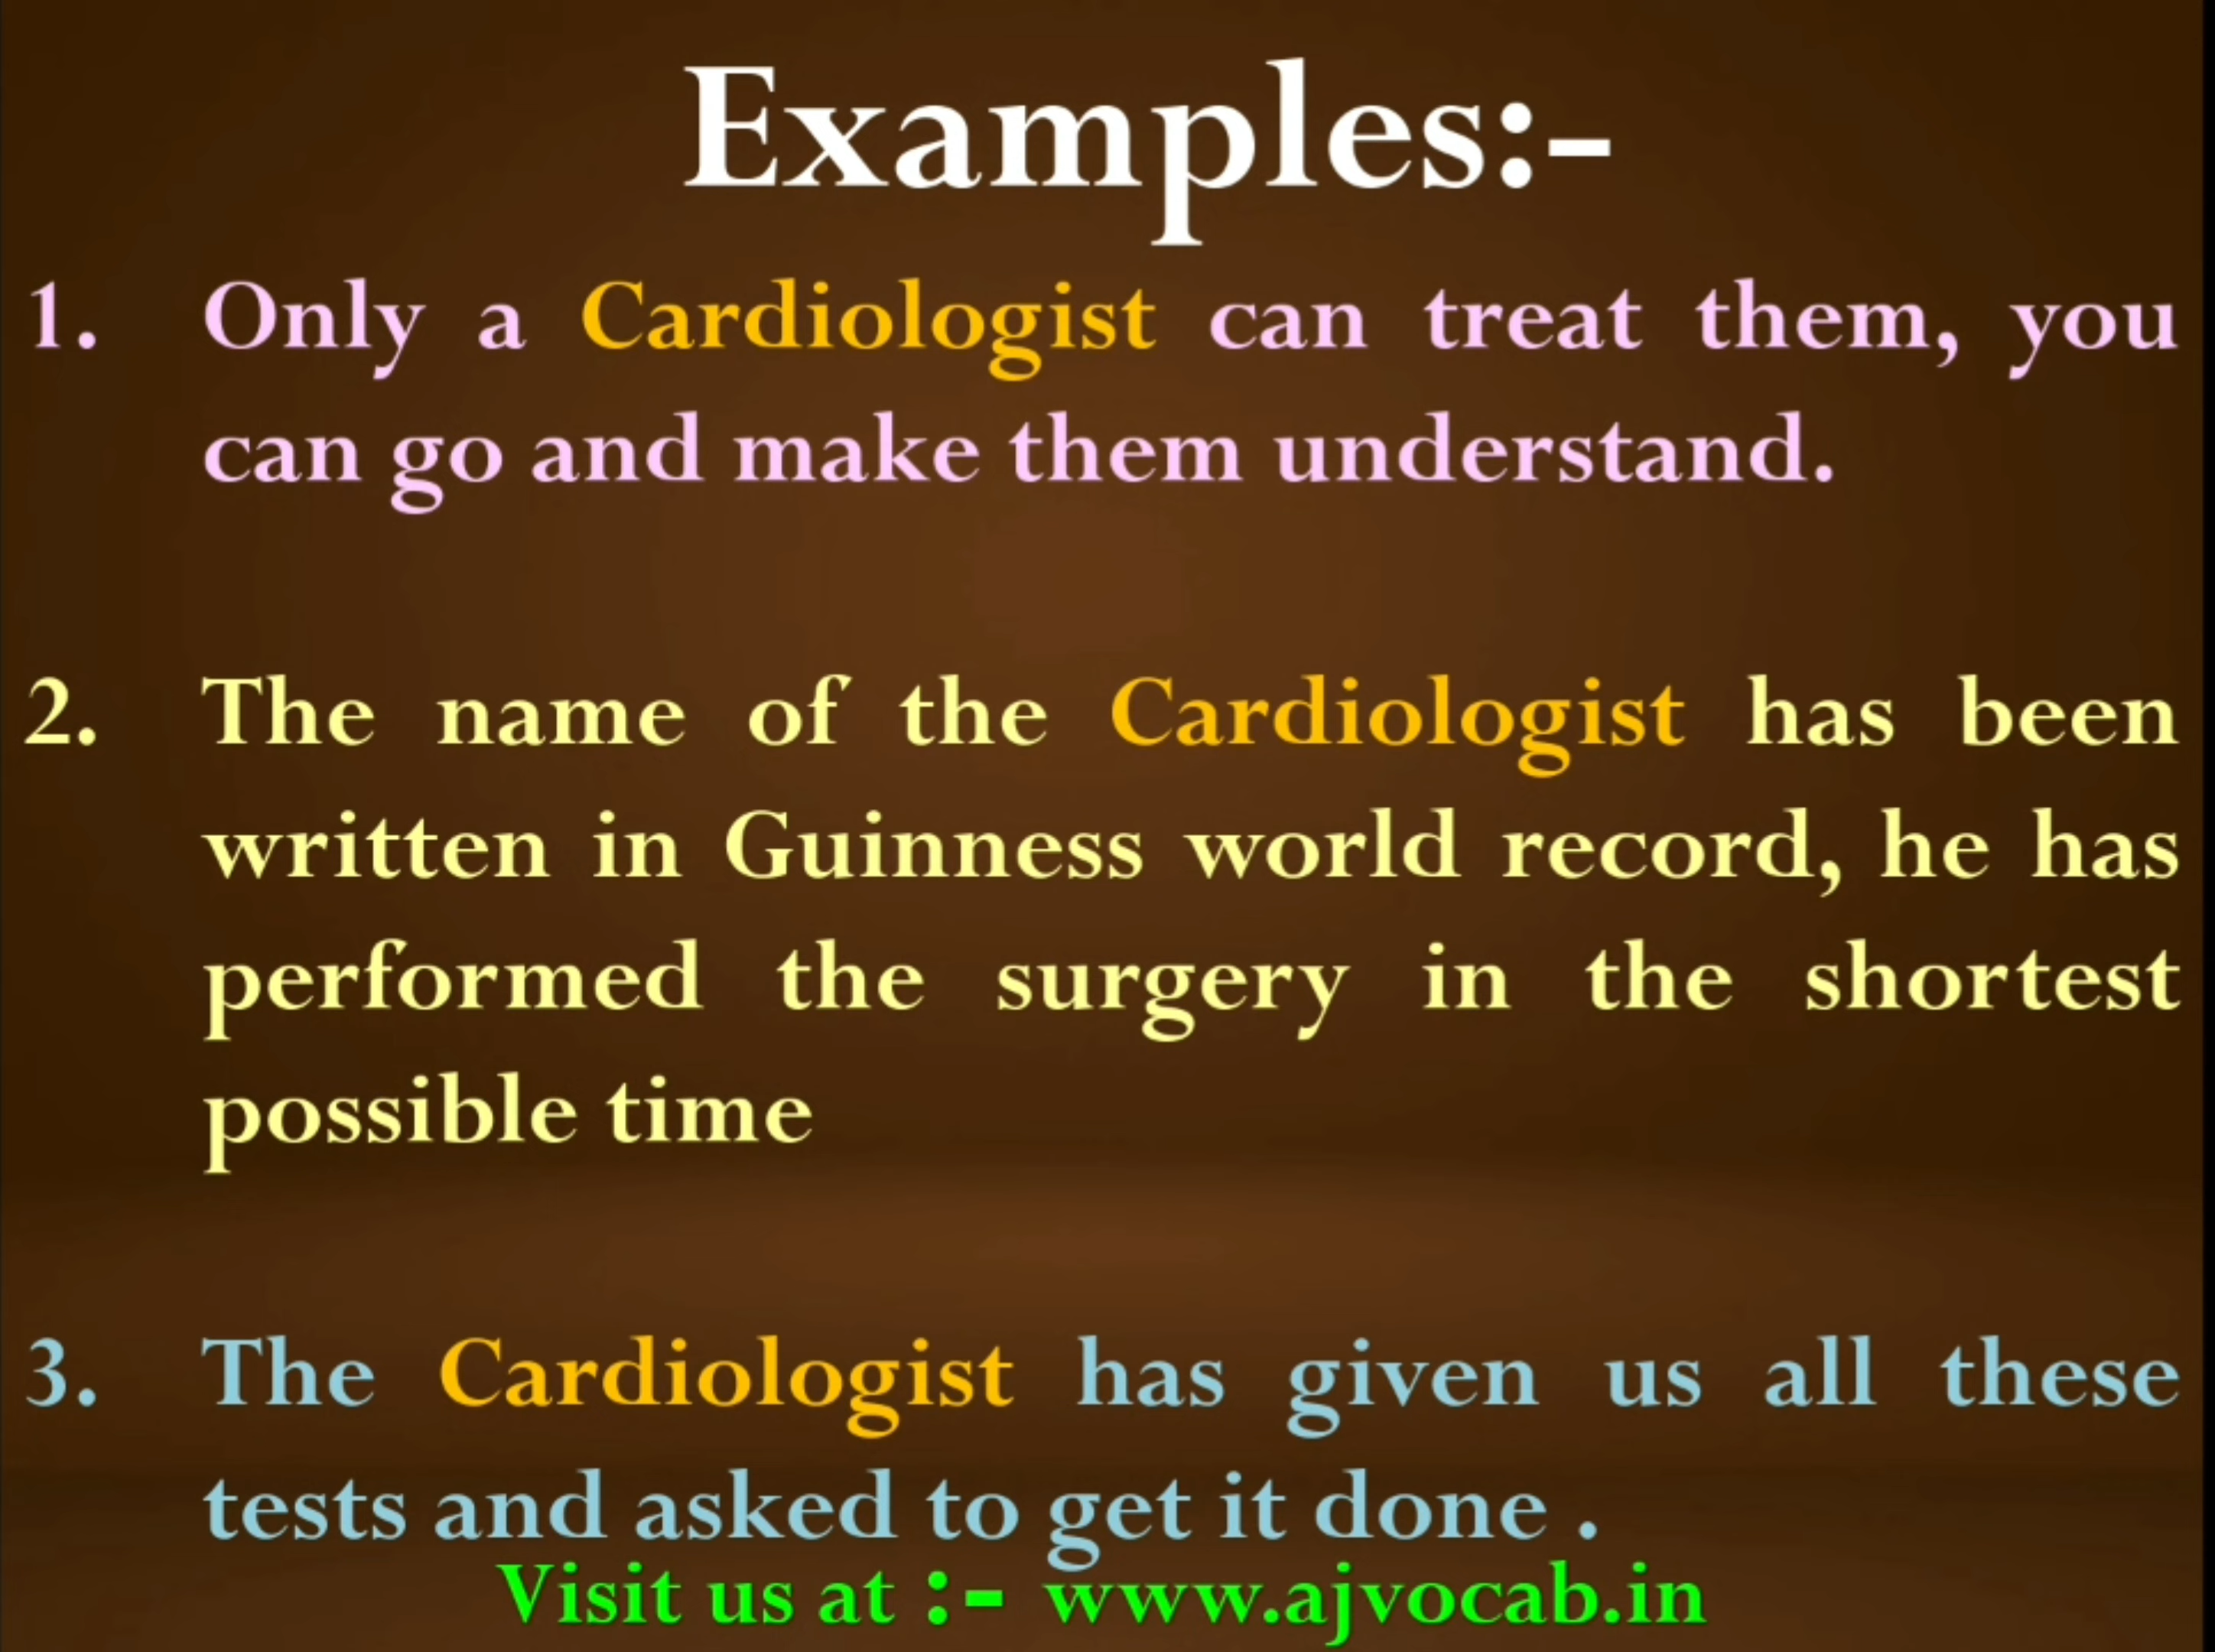 Examples:-
1. Only a Cardiologist can treat them, you
can go and make them understand.
2. The name of the Cardiologist has been
written in Guinness world record, he has
performed the surgery in the shortest
possible time
3. The Cardiologist has given us all these
tests and asked to get it done .
Visit us at :- www.ajvocab.in